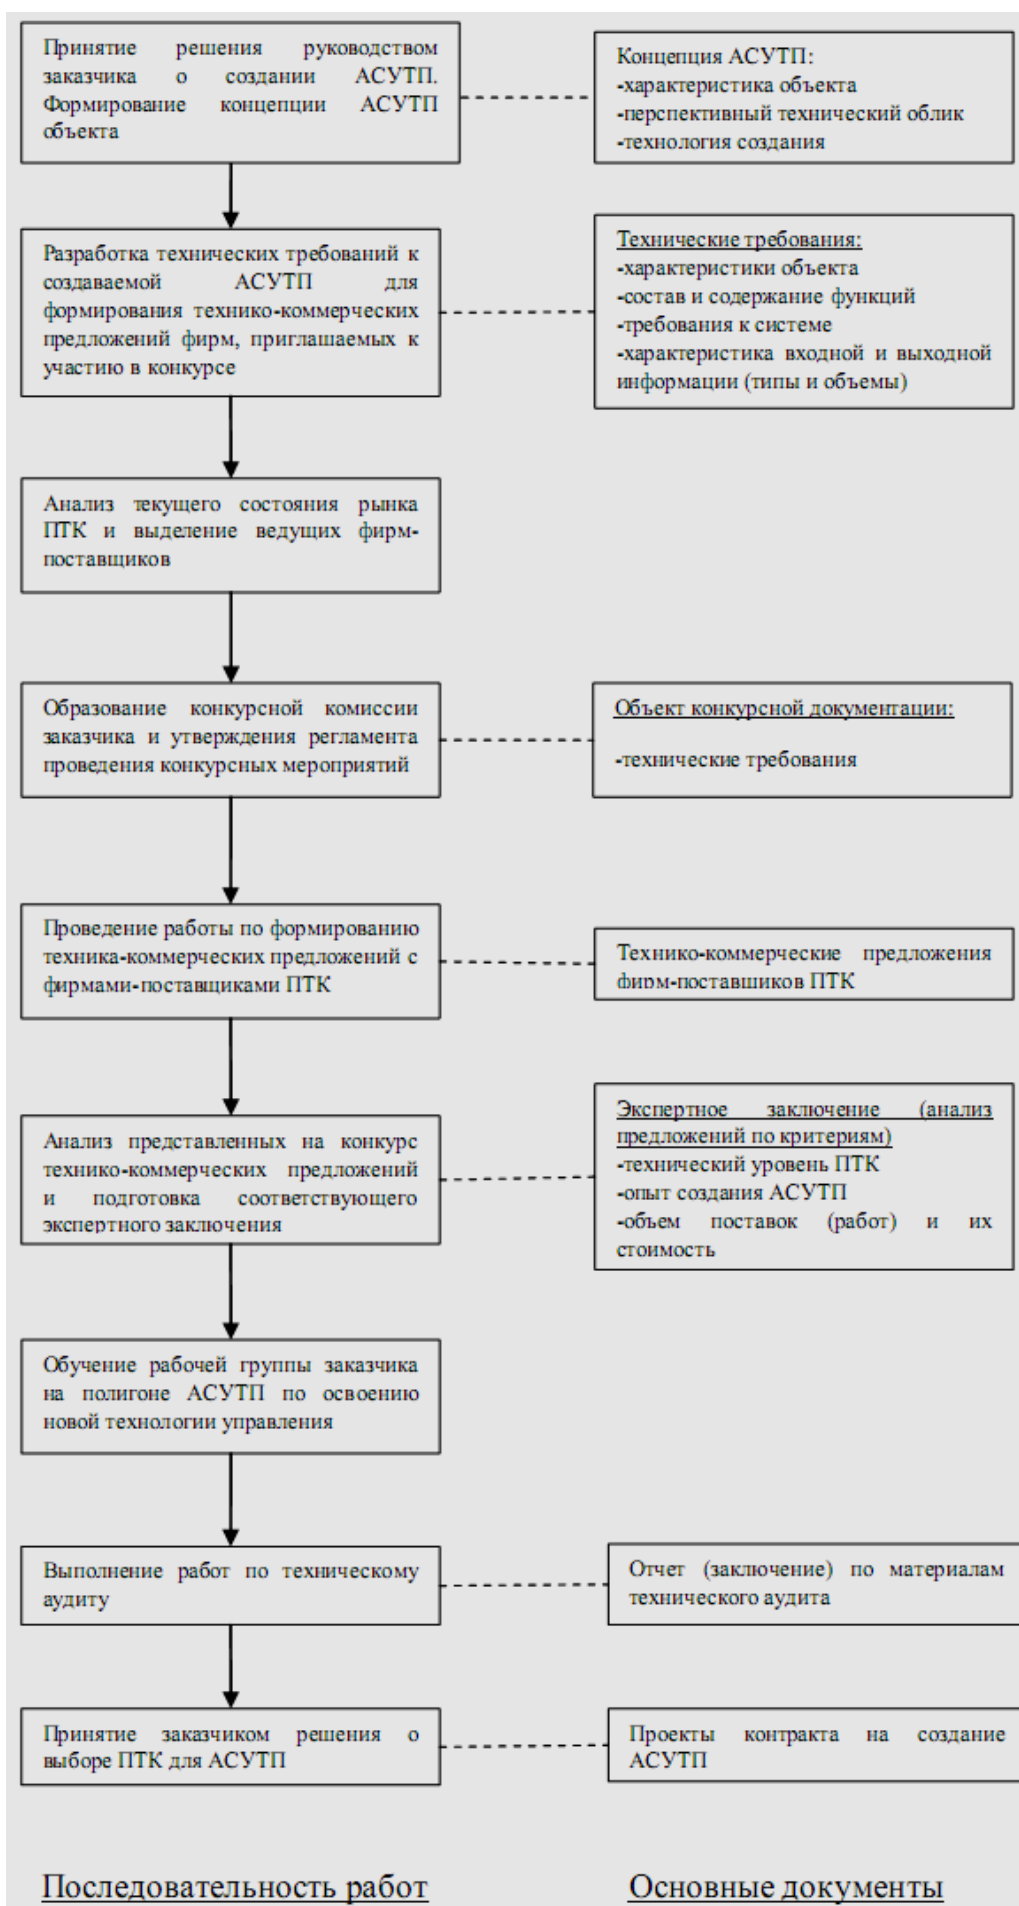 Принятие решения руководством
заказчика о создании АСУТП.
Формирование концепции АСУТП
объекта
Концепция АСУТП:
-характеристика объекта
-перспективный технический облик
-технология создания
Разработка технических требований к
создаваемой АСУТП для
формирования технико-коммерческих
предложений фирм, приглашаемых к
участию в конкурсе
Технические требования:
-характеристики объекта
-состав и содержание функций
-требования к системе
-характеристика входной и выходной
информации (типы и объемы)
Анализ текущего состояния рынка
ПТК и выделение ведущих фирм-
поставщиков
Образование конкурсной комиссии
заказчика и утверждения регламента
проведения конкурсных мероприятий
Объект конкурсной документации:
-технические требования
Проведение работы по формированию
техника-коммерческих предложений с
фирмами-поставщиками ПТК
Технико-коммерческие предложения
фирм-поставщиков ПТК
Анализ представленных на конкурс
технико-коммерческих предложений
и подготовка соответствующего
экспертного заключения
Экспертное заключение (анализ
предложений по критериям)
-технический уровень ПТК
-опыт создания АСУТП
-объем поставок (работ) и их
стоимость
Обучение рабочей группы заказчика
на полигоне АСУТП по освоению
новой технологии управления
Выполнение работ по техническому
аудиту
Отчет (заключение) по материалам
технического аудита
Принятие заказчиком решения о
выборе ПТК для АСУТП
Проекты контракта на создание
АСУТП
Последовательность работ
Основные документы